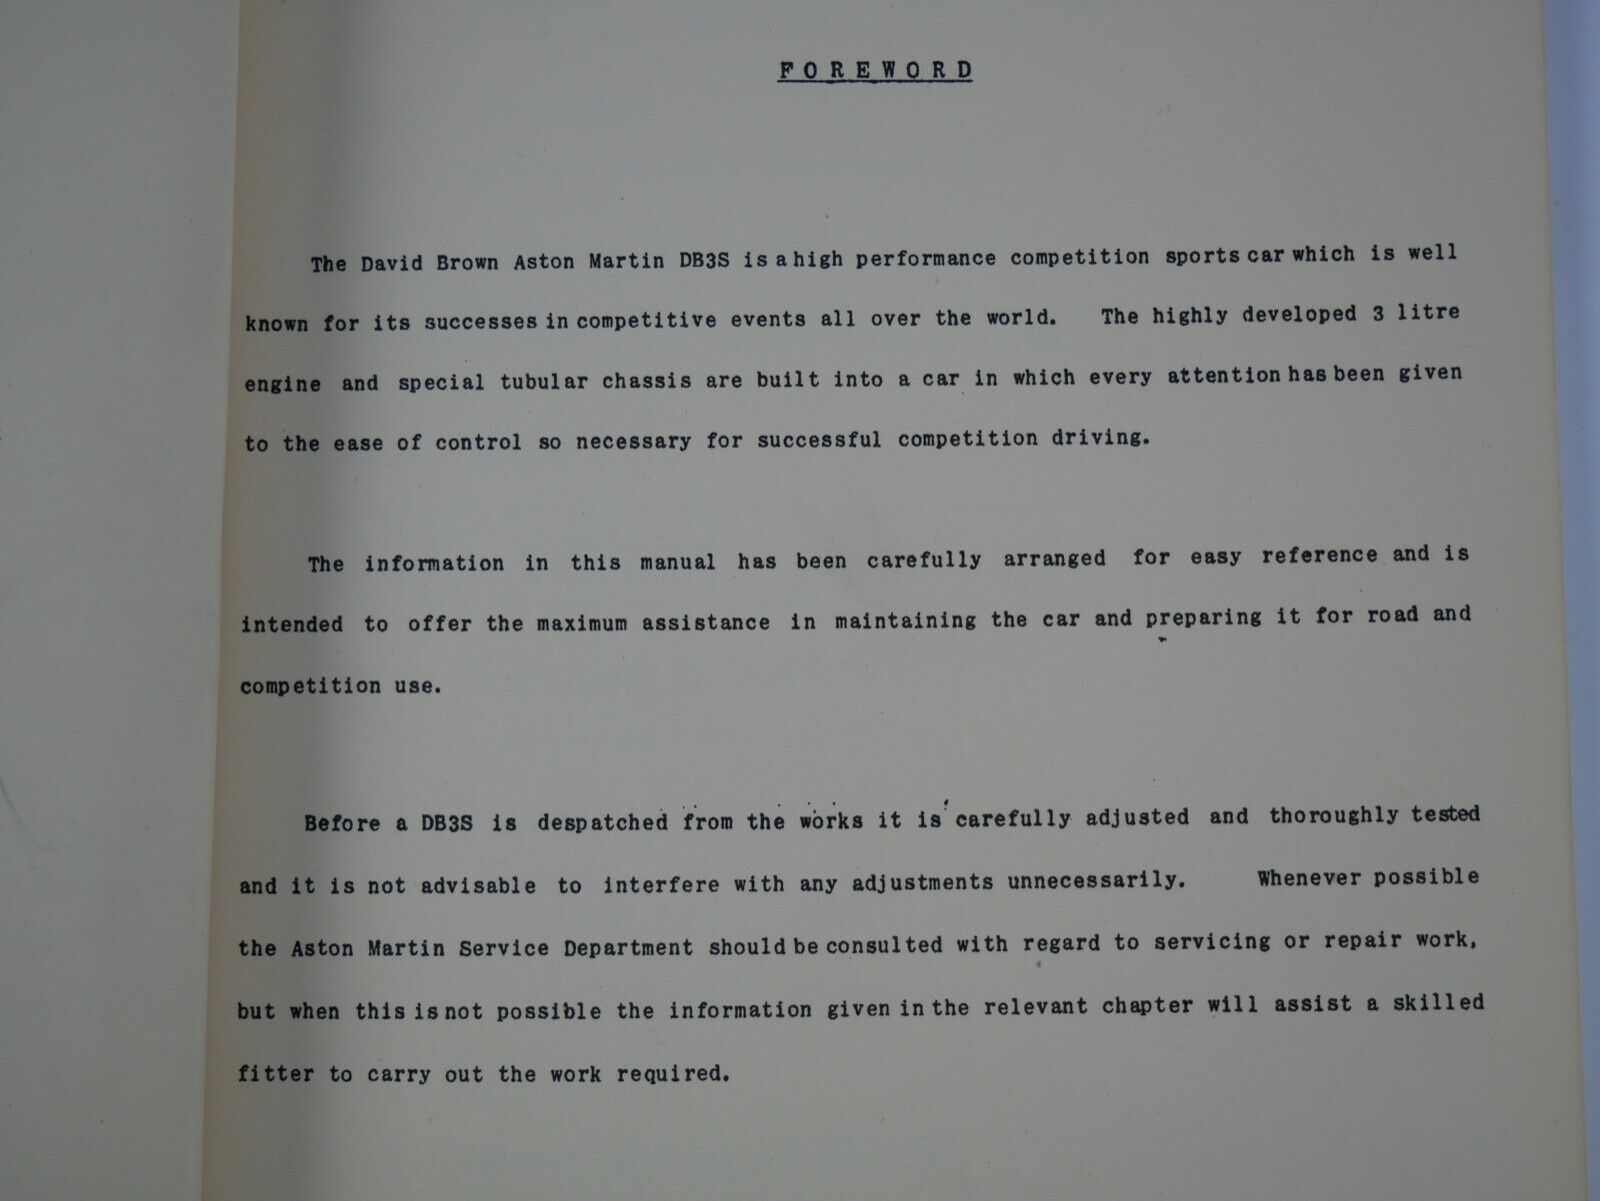 FOREWORD
The David Brown Aston Martin DB3S is a high performance competition sports car which is well
known for its successes in competitive events all over the world. The highly developed 3 litre
engine and special tubular chassis are built into a car in which every attention has been given
to the ease of control so necessary for successful competition driving.
The information in this manual has been carefully arranged for easy reference and is
intended to offer the maximum assistance in maintaining the car and preparing it for road and
competition use.
Before a DB3S is despatched from the works it is carefully adjusted and thoroughly tested
and it is not advisable to interfere with any adjustments unnecessarily. Whenever possible
the Aston Martin Service Department should be consulted with regard to servicing or repair work,
but when this is not possible the information given in the relevant chapter will assist a skilled
fitter to carry out the work required.